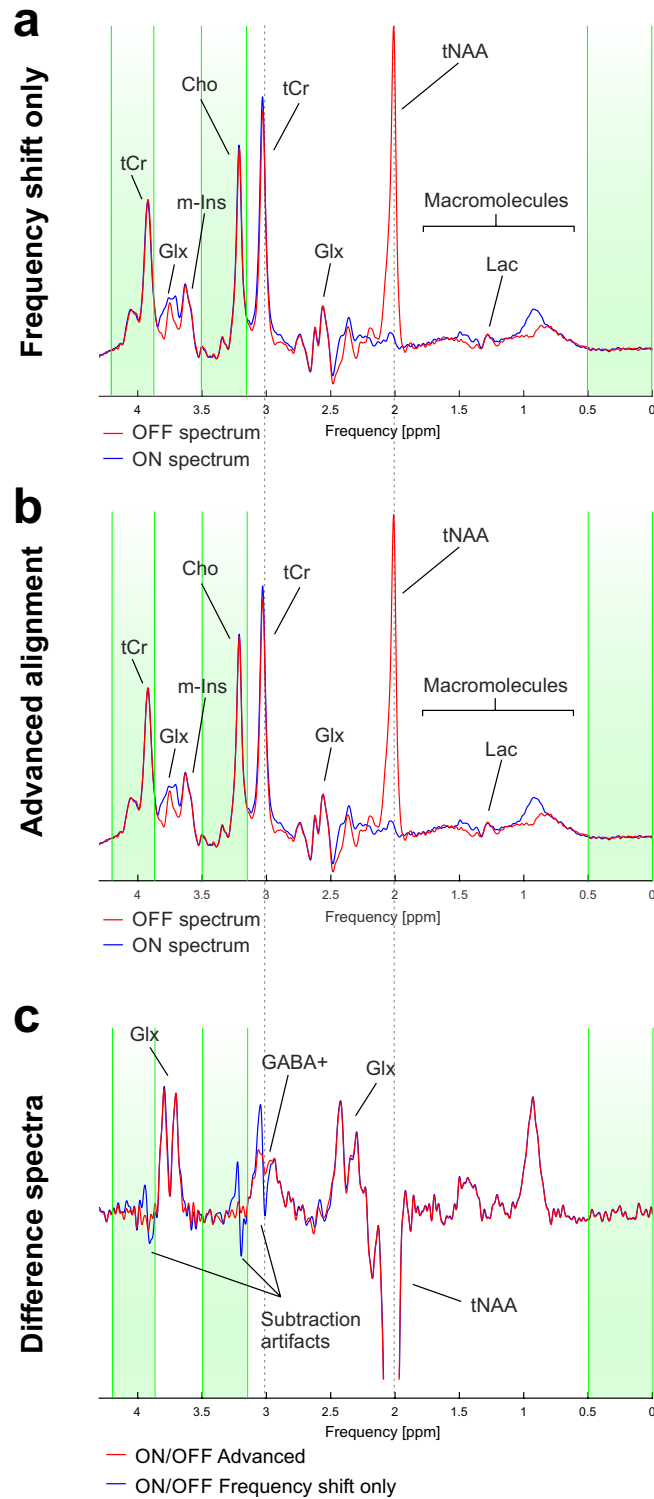 a
Frequency shift only
tNAA
Cho
tCr
tCr
m-Ins
Glx
Glx
Macromolecules
Lac
4 3.5 3 2.5 2 1.5 1 0.5 0
Frequency [ppm]
OFF spectrum
ON spectrum
b
Advanced alignment
tNAA
Cho
tCr
tCr
m-Ins
Glx
Glx
Macromolecules
Lac
4 3.5 3 2.5 2 1.5 1 0.5 0
Frequency [ppm]
OFF spectrum
ON spectrum
c
Difference spectra
Glx
GABA+
Glx
tNAA
Subtraction
artifacts
4 3.5 3 2.5 2 1.5 1 0.5 0
Frequency [ppm]
ON/OFF Advanced
ON/OFF Frequency shift only